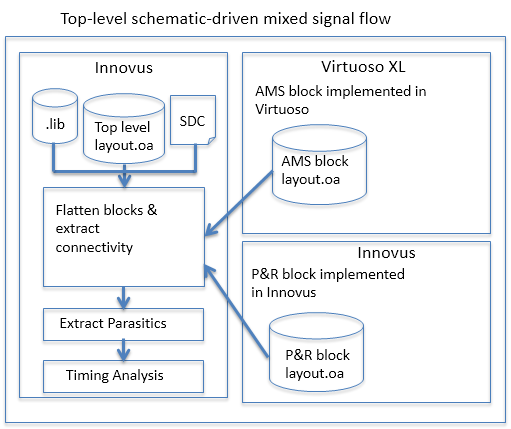 Top-level schematic-driven mixed signal flow
Innovus
.lib
Top level
layout.oa
SDC
Flatten blocks &
extract
connectivity
Extract Parasitics
Timing Analysis
Virtuoso XL
AMS block implemented in
Virtuoso
AMS block
layout.oa
Innovus
P&R block implemented
in Innovus
P&R block
layout.oa